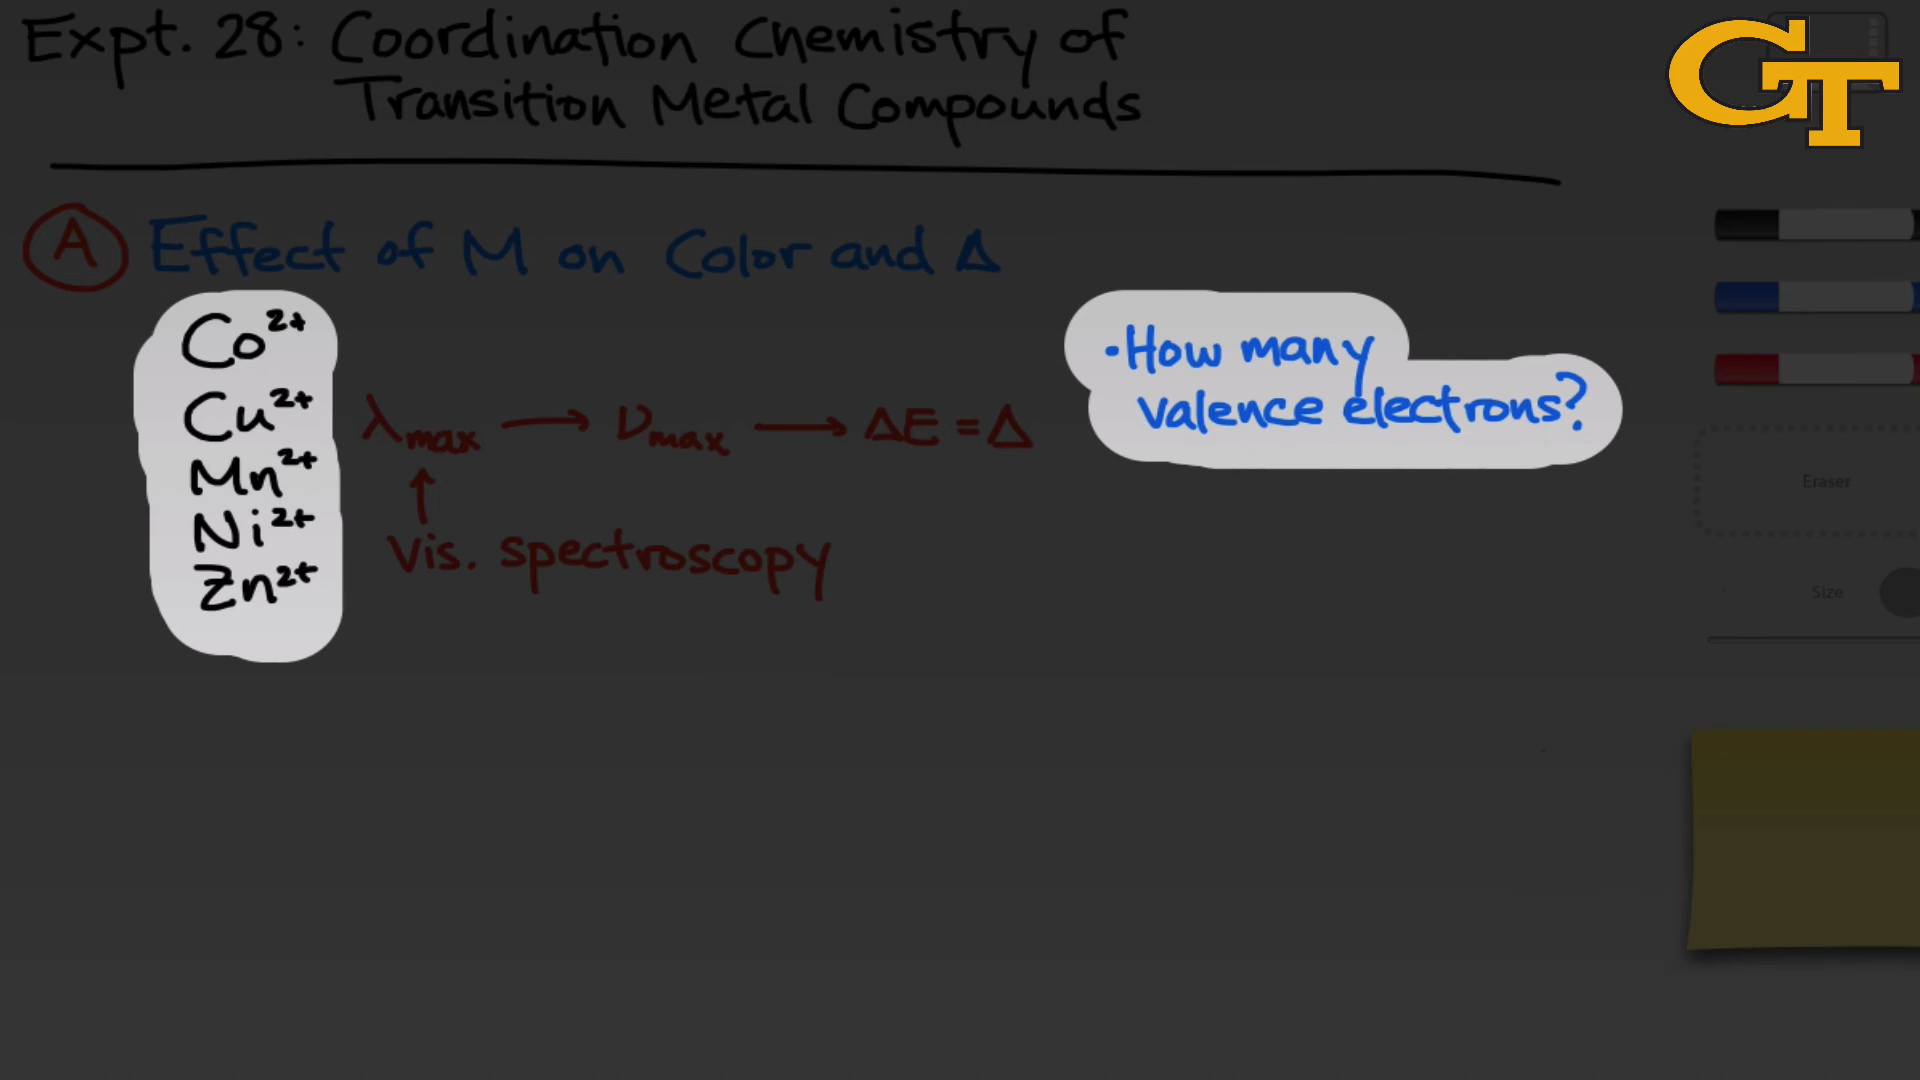 Expt. 28: Coordination Chemistry of
Transition Metal Compounds
GT
A Effect of M on Color and Δ
Co²⁺
Cu²⁺
Mn²⁺
Ni²⁺
Zn²⁺
λmax → νmax → ΔE = Δ
↑
Vis. spectroscopy
• How many
valence electrons?
Eraser
Size